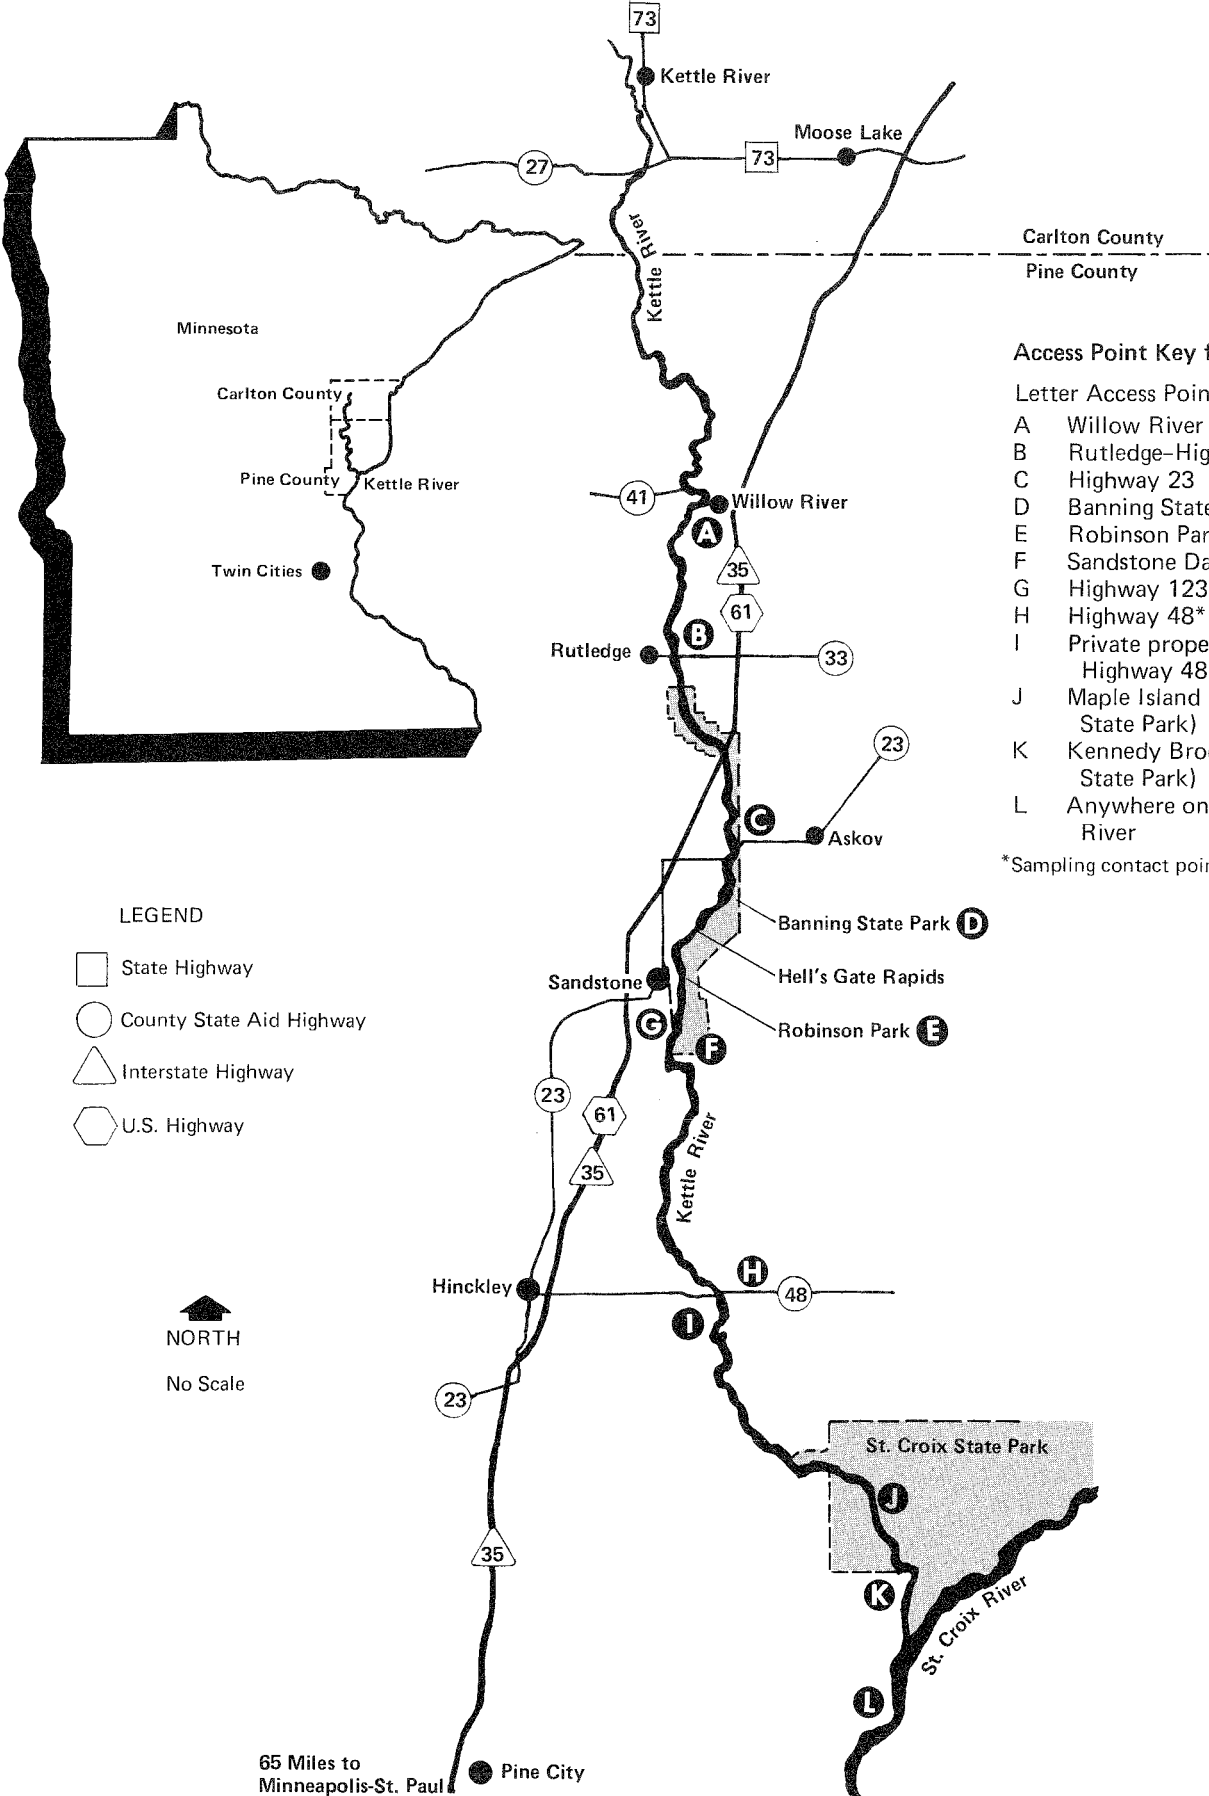 73
Kettle River
Moose Lake
27
73
Kettle River
Carlton County
Pine County
Minnesota
Carlton County
Pine County
Kettle River
Twin Cities
Access Point Key f
Letter Access Poin
A Willow River
B Rutledge–Hig
C Highway 23
D Banning State
E Robinson Par
F Sandstone Da
G Highway 123
H Highway 48*
I Private prope
Highway 48
J Maple Island
State Park)
K Kennedy Bro
State Park)
L Anywhere on
River
*Sampling contact poin
41
Willow River
A
35
61
B
Rutledge
33
23
C
Askov
LEGEND
State Highway
County State Aid Highway
Interstate Highway
U.S. Highway
Banning State Park D
Hell's Gate Rapids
Sandstone
G
Robinson Park E
F
23
61
35
Kettle River
Hinckley
H
48
I
NORTH
No Scale
23
St. Croix State Park
J
35
K
St. Croix River
L
65 Miles to
Minneapolis-St. Paul
Pine City